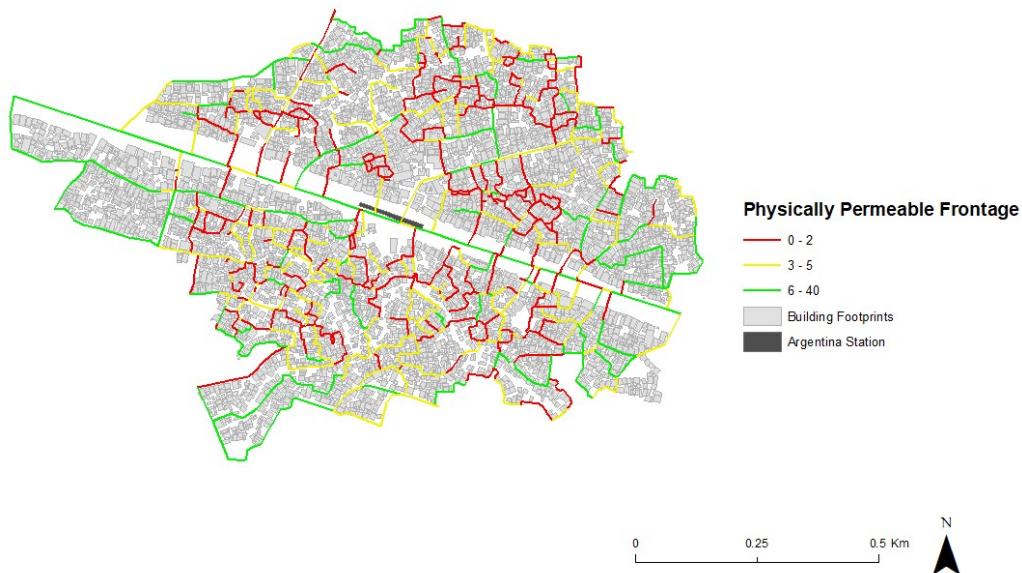 Physically Permeable Frontage
0 - 2
3 - 5
6 - 40
Building Footprints
Argentina Station
N
0 0.25 0.5 Km